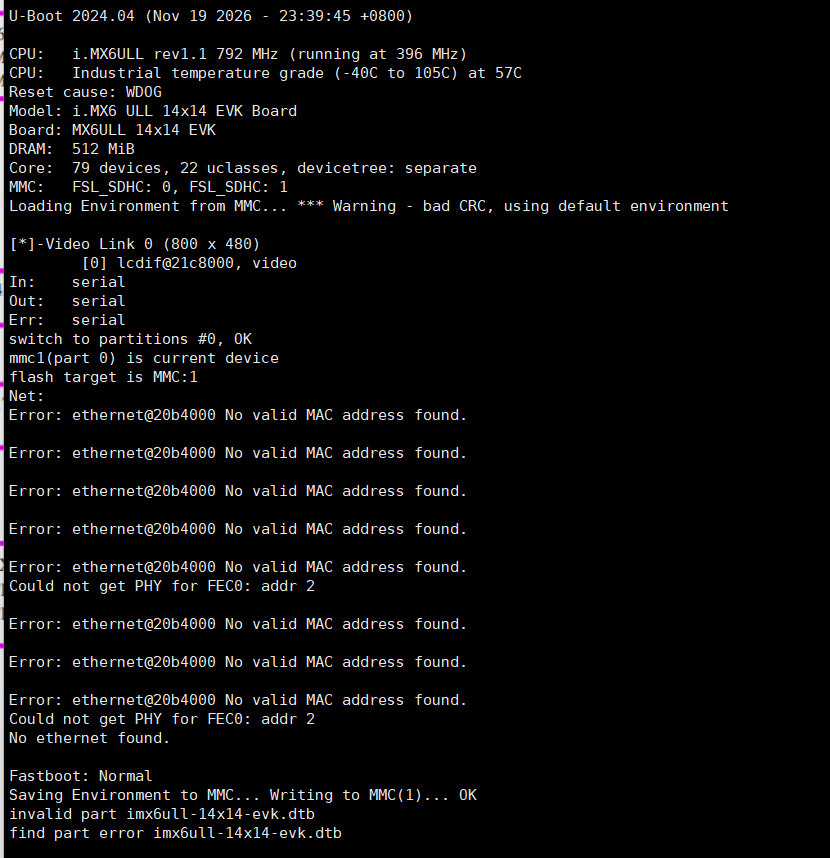 U-Boot 2024.04 (Nov 19 2026 - 23:39:45 +0800)
CPU:   i.MX6ULL rev1.1 792 MHz (running at 396 MHz)
CPU:   Industrial temperature grade (-40C to 105C) at 57C
Reset cause: WDOG
Model: i.MX6 ULL 14x14 EVK Board
Board: MX6ULL 14x14 EVK
DRAM:  512 MiB
Core:  79 devices, 22 uclasses, devicetree: separate
MMC:   FSL_SDHC: 0, FSL_SDHC: 1
Loading Environment from MMC... *** Warning - bad CRC, using default environment
[*]-Video Link 0 (800 x 480)
        [0] lcdif@21c8000, video
In:    serial
Out:   serial
Err:   serial
switch to partitions #0, OK
mmc1(part 0) is current device
flash target is MMC:1
Net:
Error: ethernet@20b4000 No valid MAC address found.
Error: ethernet@20b4000 No valid MAC address found.
Error: ethernet@20b4000 No valid MAC address found.
Error: ethernet@20b4000 No valid MAC address found.
Error: ethernet@20b4000 No valid MAC address found.
Could not get PHY for FEC0: addr 2
Error: ethernet@20b4000 No valid MAC address found.
Error: ethernet@20b4000 No valid MAC address found.
Error: ethernet@20b4000 No valid MAC address found.
Could not get PHY for FEC0: addr 2
No ethernet found.
Fastboot: Normal
Saving Environment to MMC... Writing to MMC(1)... OK
invalid part imx6ull-14x14-evk.dtb
find part error imx6ull-14x14-evk.dtb